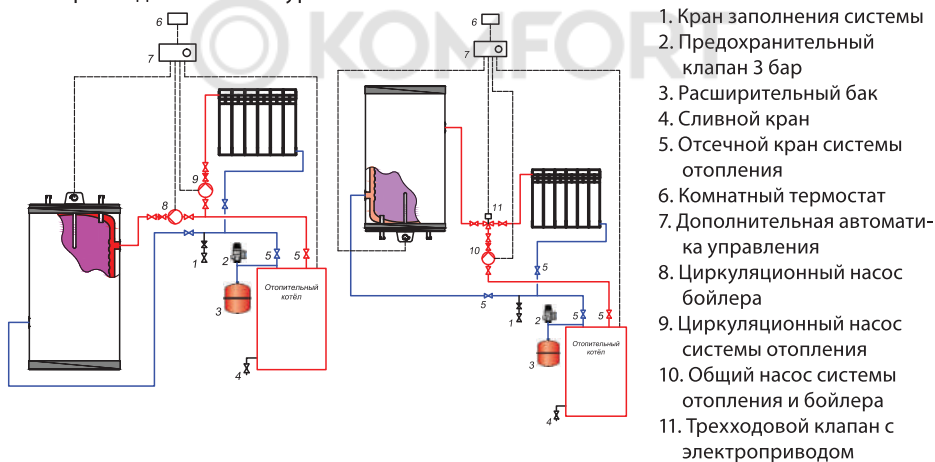 KOMFORT
6
7
9
8
1
2
5
5
3
Отопительный
котёл
4
6
7
11
10
5
5
1
2
5
5
3
Отопительный
котёл
4
1. Кран заполнения системы
2. Предохранительный
клапан 3 бар
3. Расширительный бак
4. Сливной кран
5. Отсечной кран системы
отопления
6. Комнатный термостат
7. Дополнительная автомати-
ка управления
8. Циркуляционный насос
бойлера
9. Циркуляционный насос
системы отопления
10. Общий насос системы
отопления и бойлера
11. Трехходовой клапан с
электроприводом